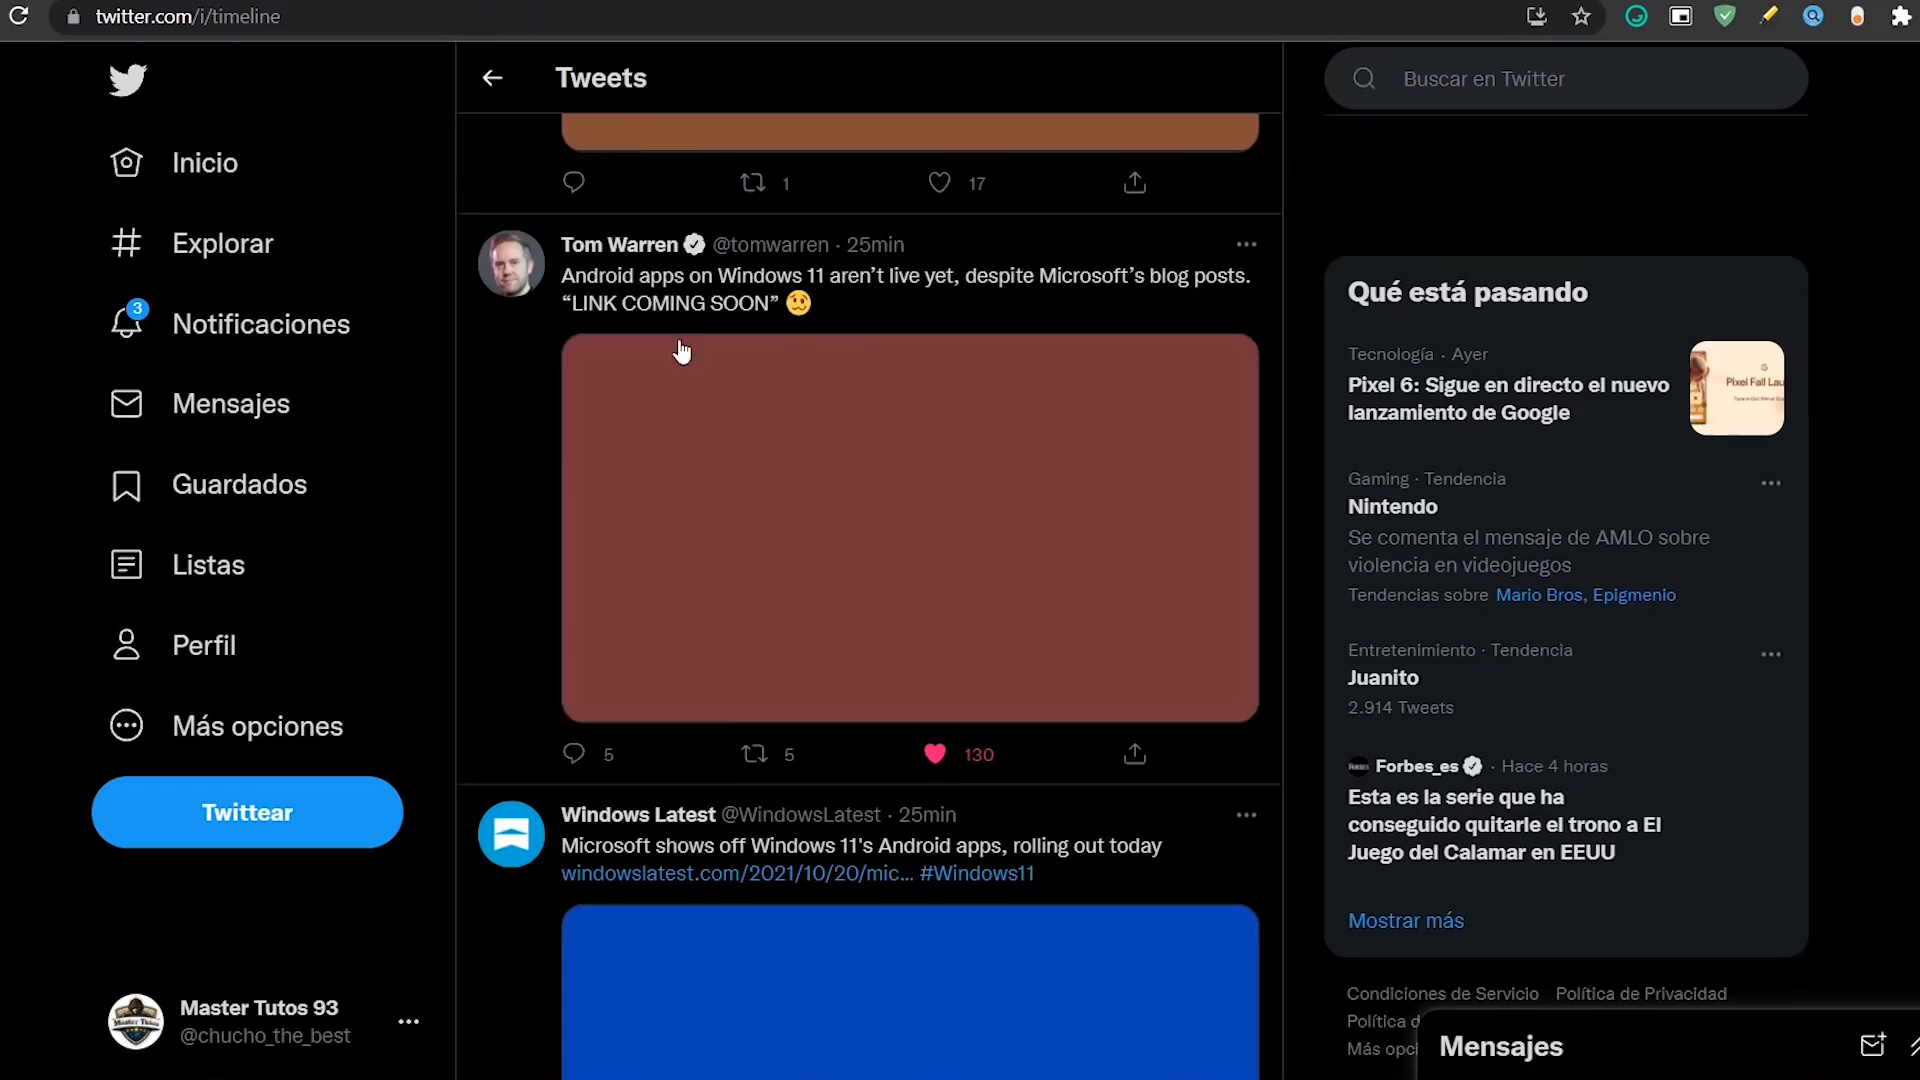 twitter.com/i/timeline
Inicio
Explorar
3
Notificaciones
Mensajes
Guardados
Listas
Perfil
Más opciones
Twittear
Master Tutos 93
@chucho_the_best
Tweets
1
17
Tom Warren @tomwarren · 25min
Android apps on Windows 11 aren’t live yet, despite Microsoft’s blog posts.
“LINK COMING SOON” 🥴
5
5
130
Windows Latest @WindowsLatest · 25min
Microsoft shows off Windows 11's Android apps, rolling out today
windowslatest.com/2021/10/20/mic... #Windows11
Buscar en Twitter
Qué está pasando
Tecnología · Ayer
Pixel 6: Sigue en directo el nuevo
lanzamiento de Google
Pixel Fall Lau
Gaming · Tendencia
Nintendo
Se comenta el mensaje de AMLO sobre
violencia en videojuegos
Tendencias sobre Mario Bros, Epigmenio
Entretenimiento · Tendencia
Juanito
2.914 Tweets
Forbes_es · Hace 4 horas
Esta es la serie que ha
conseguido quitarle el trono a El
Juego del Calamar en EEUU
Mostrar más
Condiciones de Servicio Política de Privacidad
Política d
Más opci
Mensajes